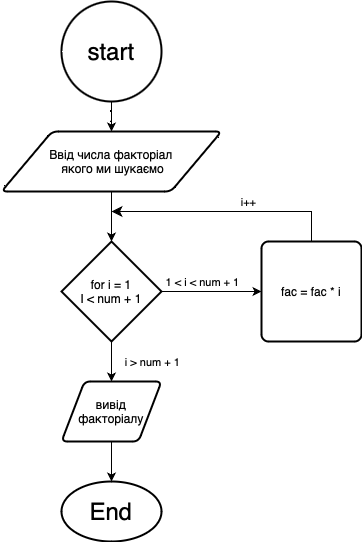 start
Ввід числа факторіал
якого ми шукаємо
i++
for i = 1
I < num + 1
1 < i < num + 1
fac = fac * i
i > num + 1
вивід
факторіалу
End